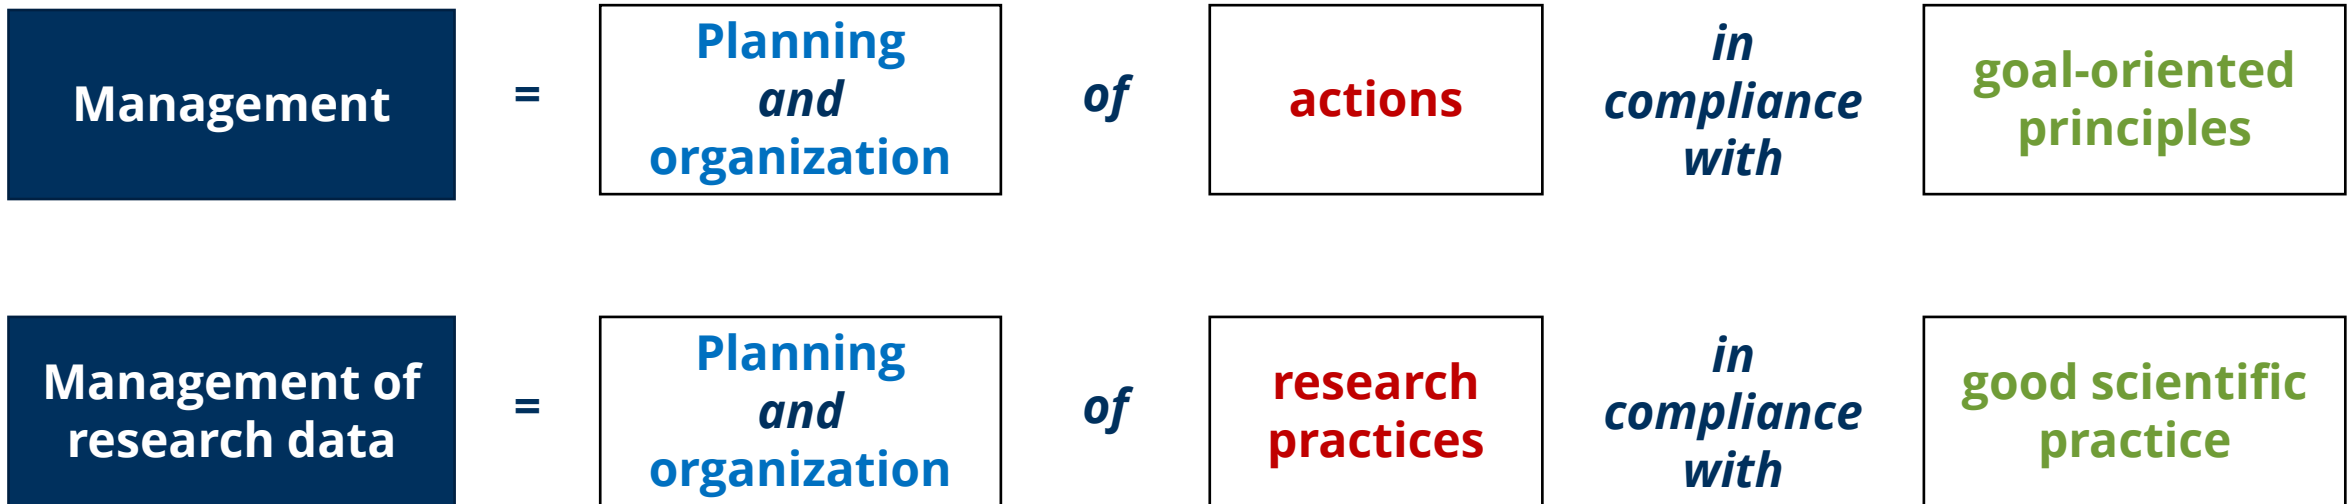 Management = Planning and organization of actions in compliance with goal-oriented principles
Management of research data = Planning and organization of research practices in compliance with good scientific practice